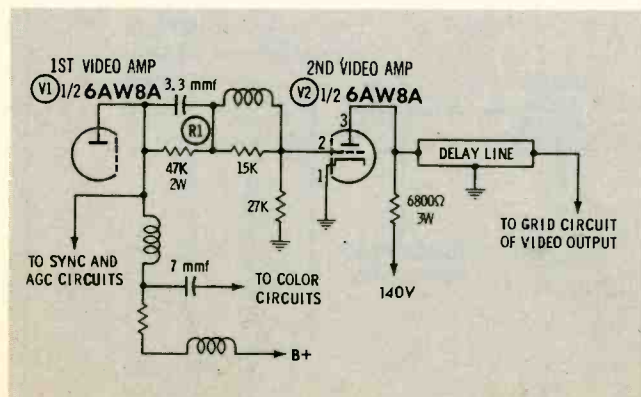 1ST VIDEO AMP
V1 1/2 6AW8A
3.3 mmf
R1
47K
2W
15K
27K
2ND VIDEO AMP
V2 1/2 6AW8A
3
2
1
DELAY LINE
6800Ω
3W
140V
TO GRID CIRCUIT
OF VIDEO OUTPUT
TO SYNC AND
AGC CIRCUITS
7 mmf
TO COLOR
CIRCUITS
B+